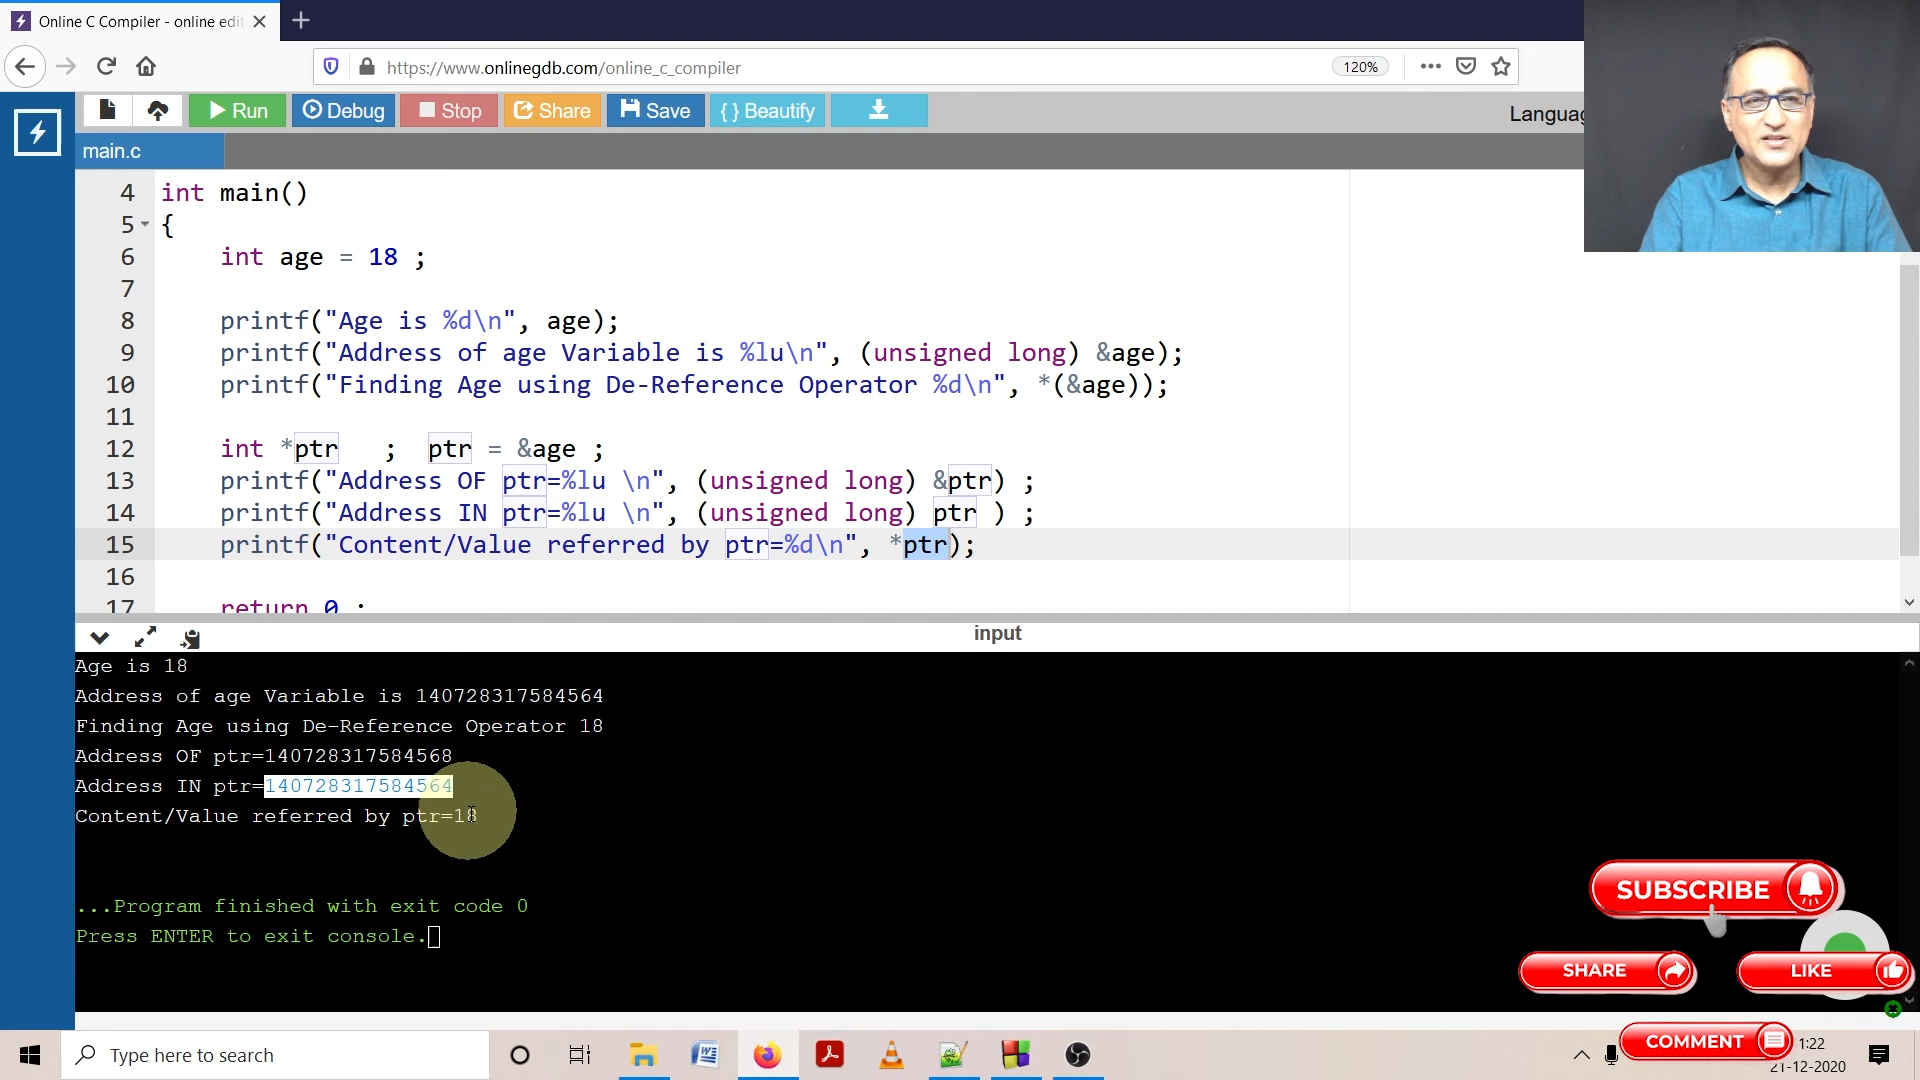 Online C Compiler - online edit
https://www.onlinegdb.com/online_c_compiler
120%
Run Debug Stop Share Save { } Beautify
main.c
4 int main()
5 {
6 int age = 18 ;
7
8 printf("Age is %d\n", age);
9 printf("Address of age Variable is %lu\n", (unsigned long) &age);
10 printf("Finding Age using De-Reference Operator %d\n", *(&age));
11
12 int *ptr ; ptr = &age ;
13 printf("Address OF ptr=%lu \n", (unsigned long) &ptr) ;
14 printf("Address IN ptr=%lu \n", (unsigned long) ptr ) ;
15 printf("Content/Value referred by ptr=%d\n", *ptr);
16
17 return 0 ;
input
Age is 18
Address of age Variable is 140728317584564
Finding Age using De-Reference Operator 18
Address OF ptr=140728317584568
Address IN ptr=140728317584564
Content/Value referred by ptr=18
...Program finished with exit code 0
Press ENTER to exit console.
SUBSCRIBE
SHARE
LIKE
COMMENT
Type here to search
1:22
21-12-2020